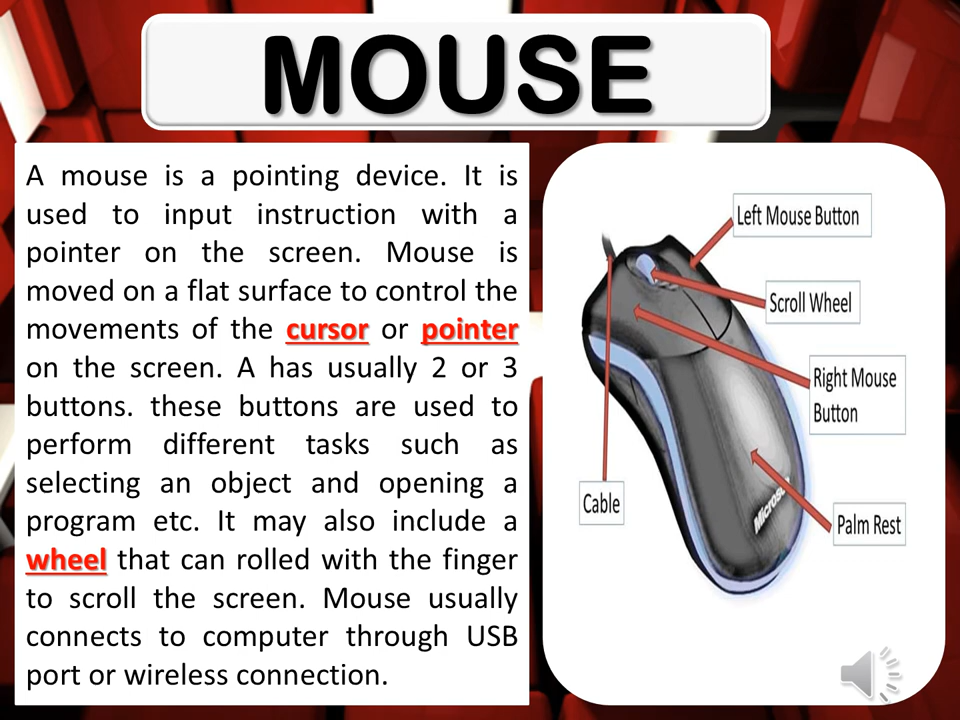 MOUSE
A mouse is a pointing device. It is
used to input instruction with a
pointer on the screen. Mouse is
moved on a flat surface to control the
movements of the cursor or pointer
on the screen. A has usually 2 or 3
buttons. these buttons are used to
perform different tasks such as
selecting an object and opening a
program etc. It may also include a
wheel that can rolled with the finger
to scroll the screen. Mouse usually
connects to computer through USB
port or wireless connection.
Left Mouse Button
Scroll Wheel
Right Mouse
Button
Cable
Palm Rest